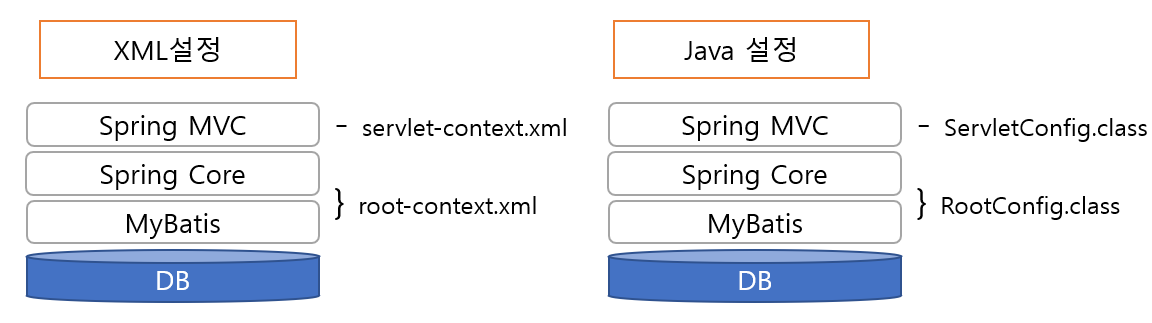 XML설정
Spring MVC
- servlet-context.xml
Spring Core
} root-context.xml
MyBatis
DB
Java 설정
Spring MVC
- ServletConfig.class
Spring Core
} RootConfig.class
MyBatis
DB